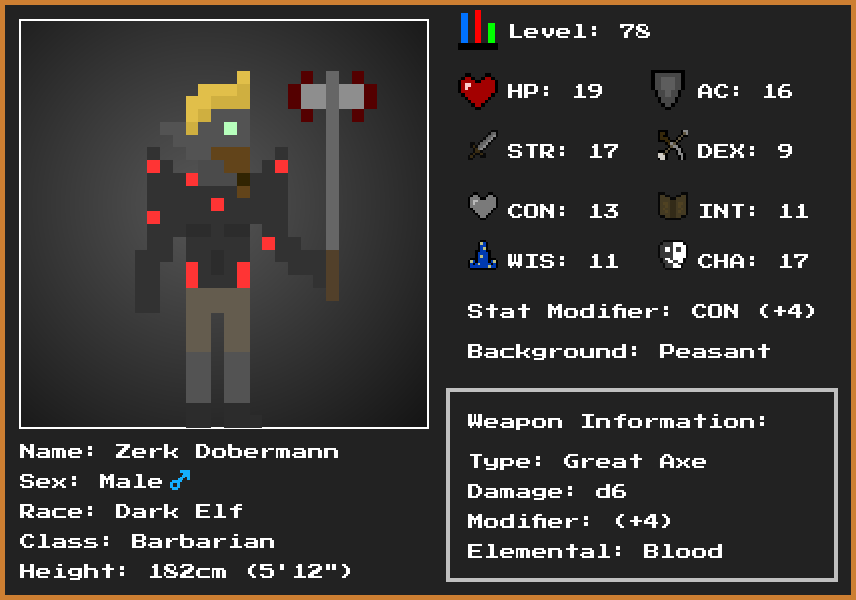 Level: 78
HP: 19
AC: 16
STR: 17
DEX: 9
CON: 13
INT: 11
WIS: 11
CHA: 17
Stat Modifier: CON (+4)
Background: Peasant
Weapon Information:
Type: Great Axe
Damage: d6
Modifier: (+4)
Elemental: Blood
Name: Zerk Dobermann
Sex: Male ♂
Race: Dark Elf
Class: Barbarian
Height: 182cm (5'12")